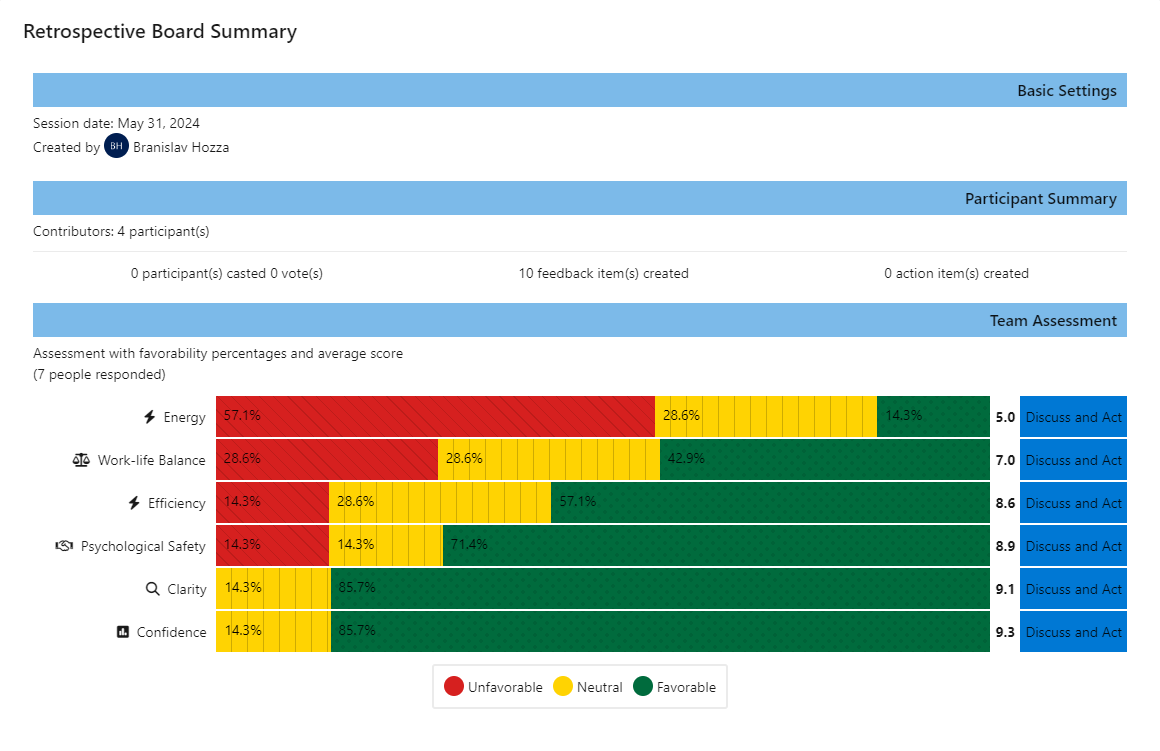 Retrospective Board Summary
Basic Settings
Session date: May 31, 2024
Created by BH Branislav Hozza
Participant Summary
Contributors: 4 participant(s)
0 participant(s) casted 0 vote(s) 10 feedback item(s) created 0 action item(s) created
Team Assessment
Assessment with favorability percentages and average score
(7 people responded)
Energy 57.1% 28.6% 14.3% 5.0 Discuss and Act
Work-life Balance 28.6% 28.6% 42.9% 7.0 Discuss and Act
Efficiency 14.3% 28.6% 57.1% 8.6 Discuss and Act
Psychological Safety 14.3% 14.3% 71.4% 8.9 Discuss and Act
Clarity 14.3% 85.7% 9.1 Discuss and Act
Confidence 14.3% 85.7% 9.3 Discuss and Act
Unfavorable Neutral Favorable